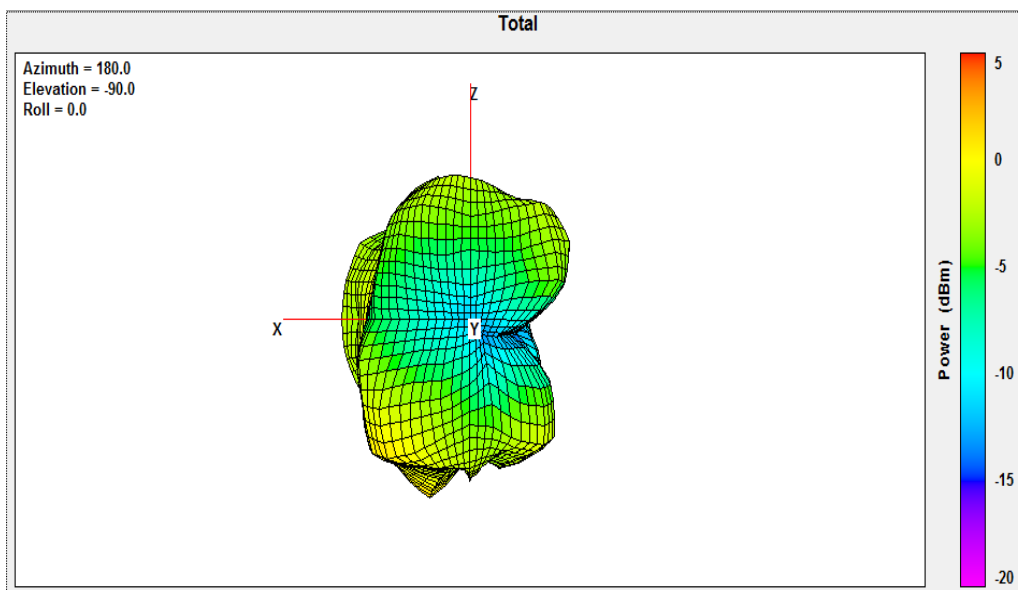 Total
Azimuth = 180.0
Elevation = -90.0
Roll = 0.0
Z
X
Y
5
0
-5
-10
-15
-20
Power (dBm)